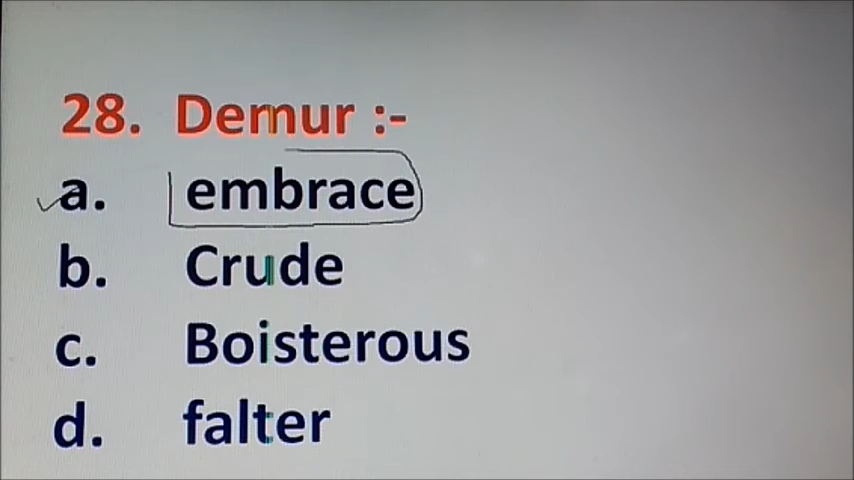 28. Demur :-
a. embrace
b. Crude
c. Boisterous
d. falter